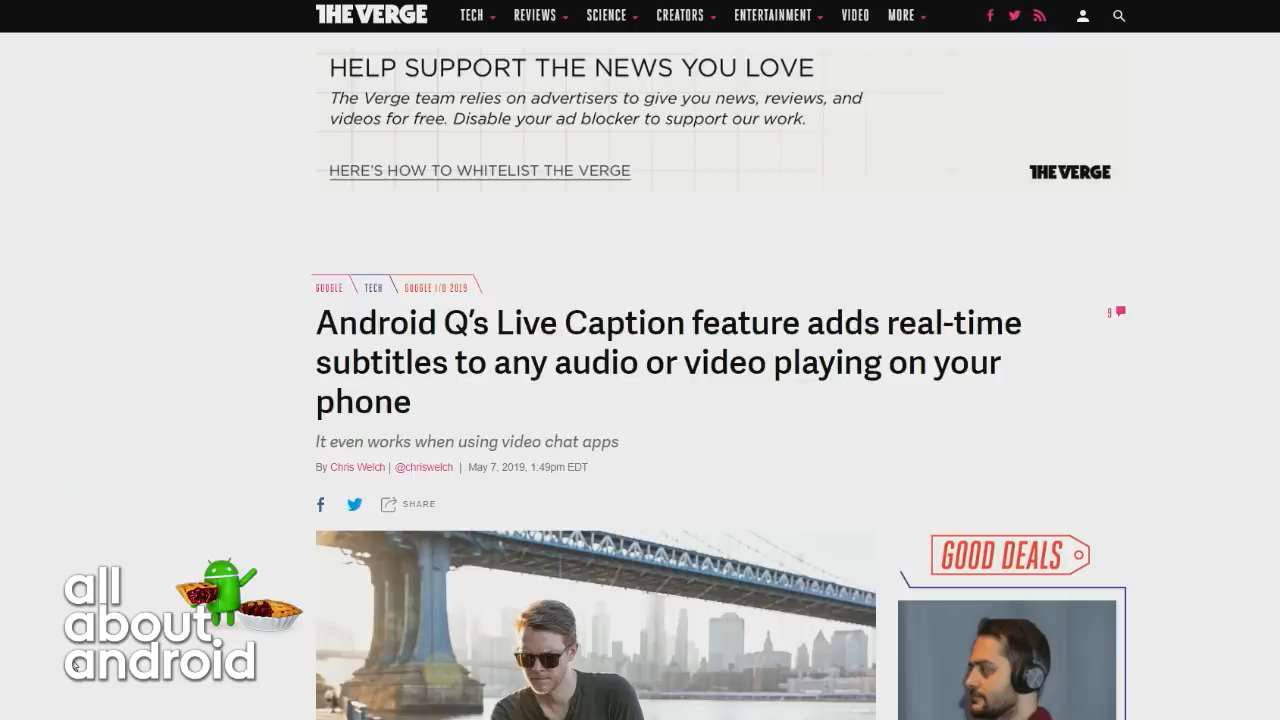 THE VERGE
TECH REVIEWS SCIENCE CREATORS ENTERTAINMENT VIDEO MORE
HELP SUPPORT THE NEWS YOU LOVE
The Verge team relies on advertisers to give you news, reviews, and
videos for free. Disable your ad blocker to support our work.
HERE'S HOW TO WHITELIST THE VERGE
THE VERGE
GOOGLE TECH GOOGLE I/O 2019
Android Q’s Live Caption feature adds real-time
subtitles to any audio or video playing on your
phone
9
It even works when using video chat apps
By Chris Welch | @chriswelch | May 7, 2019, 1:49pm EDT
SHARE
GOOD DEALS
all
about
android